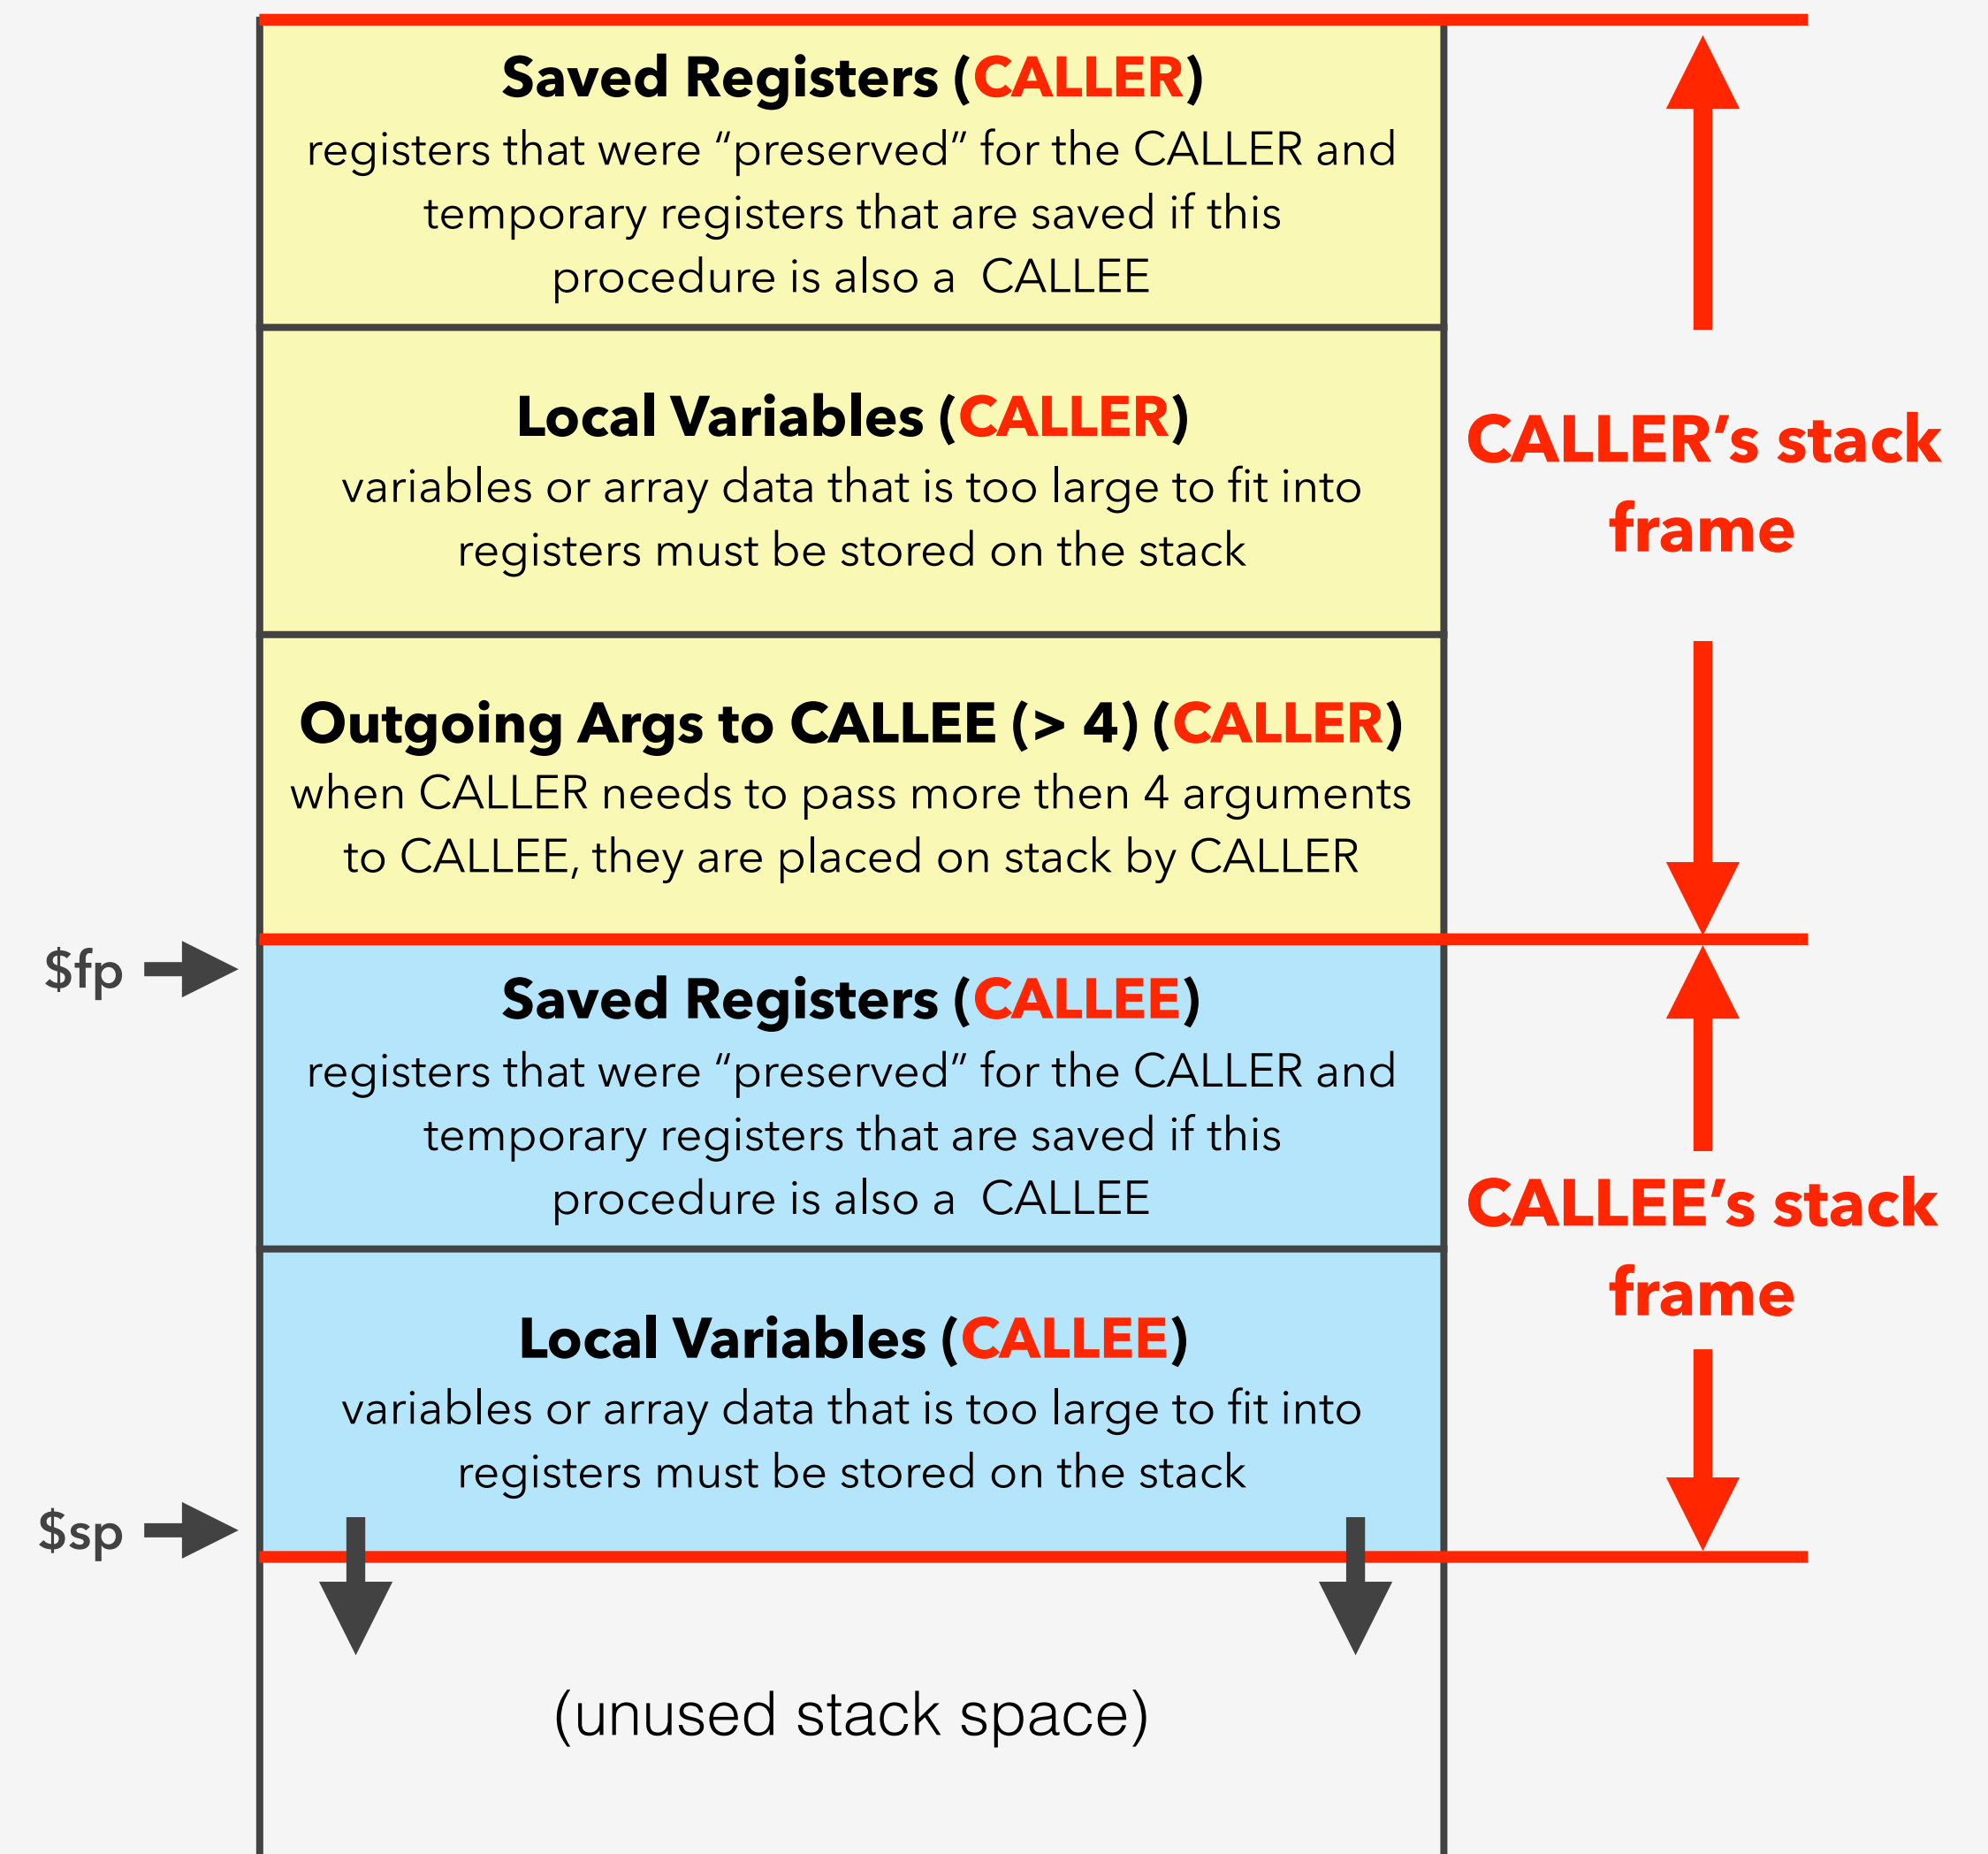 Saved Registers (CALLER)
registers that were “preserved” for the CALLER and
temporary registers that are saved if this
procedure is also a CALLEE
Local Variables (CALLER)
variables or array data that is too large to fit into
registers must be stored on the stack
CALLER’s stack
frame
Outgoing Args to CALLEE (> 4) (CALLER)
when CALLER needs to pass more then 4 arguments
to CALLEE, they are placed on stack by CALLER
$fp
Saved Registers (CALLEE)
registers that were “preserved” for the CALLER and
temporary registers that are saved if this
procedure is also a CALLEE
CALLEE’s stack
frame
Local Variables (CALLEE)
variables or array data that is too large to fit into
registers must be stored on the stack
$sp
(unused stack space)